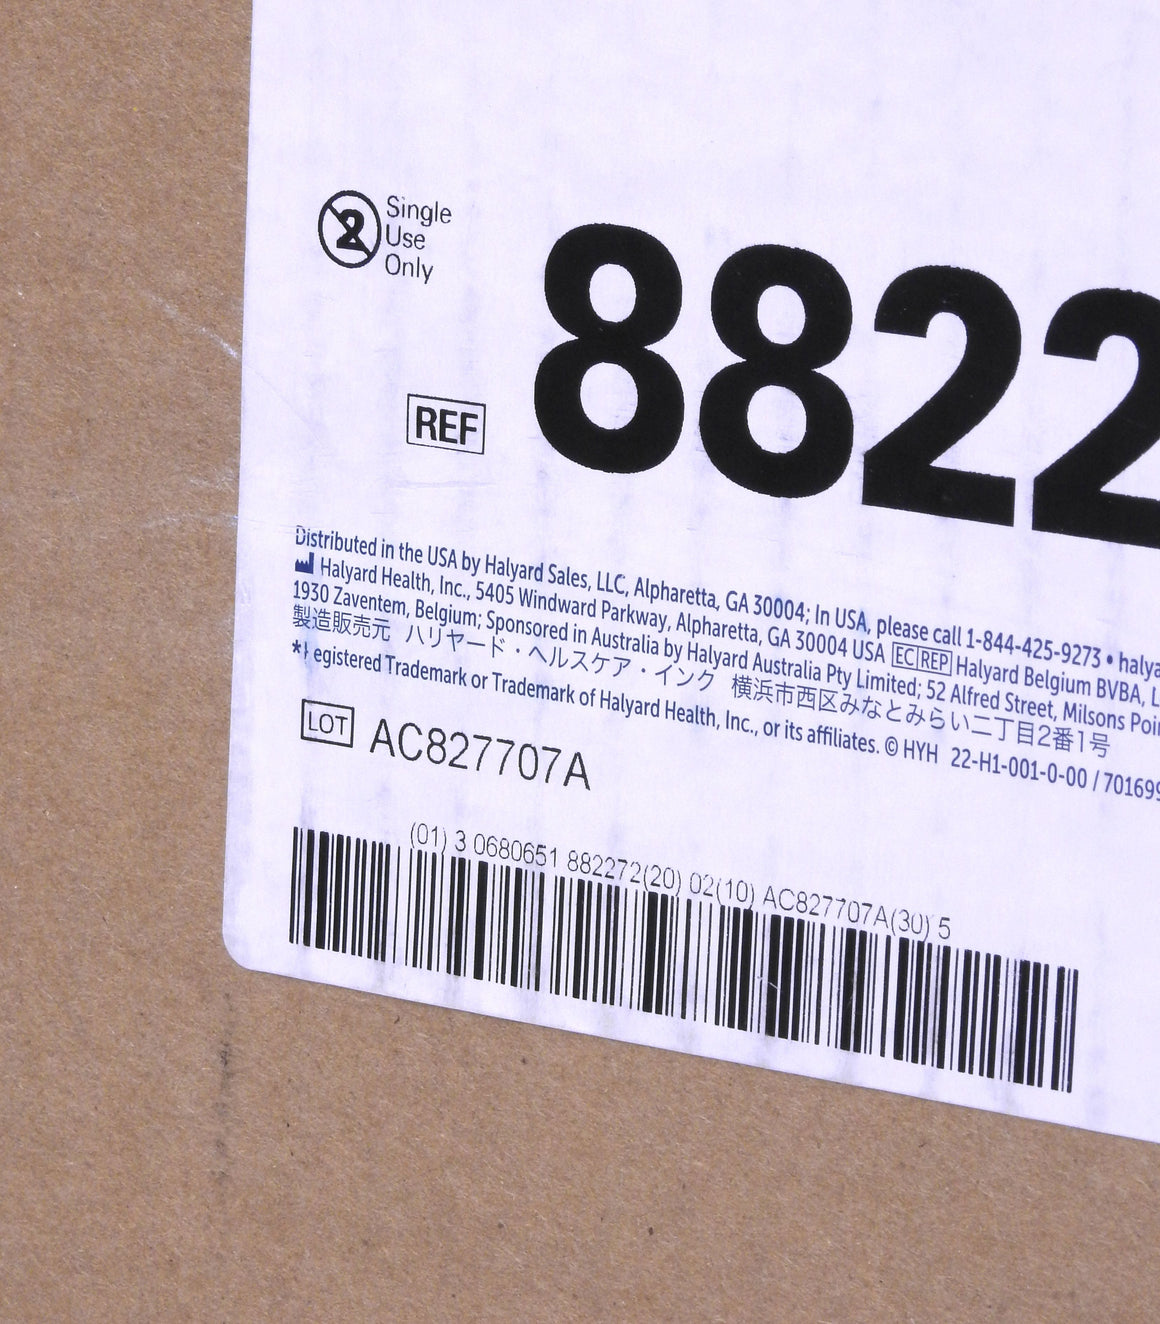 2
Single
Use
Only
REF
8822
Distributed in the USA by Halyard Sales, LLC, Alpharetta, GA 30004; In USA, please call 1-844-425-9273 • halya
Halyard Health, Inc., 5405 Windward Parkway, Alpharetta, GA 30004 USA EC REP Halyard Belgium BVBA, L
1930 Zaventem, Belgium; Sponsored in Australia by Halyard Australia Pty Limited; 52 Alfred Street, Milsons Poin
製造販売元 ハリヤード・ヘルスケア・インク 横浜市西区みなとみらい二丁目2番1号
* egistered Trademark or Trademark of Halyard Health, Inc., or its affiliates. © HYH 22-H1-001-0-00 / 701699
LOT AC827707A
(01) 3 0680651 882272(20) 02(10) AC827707A(30) 5